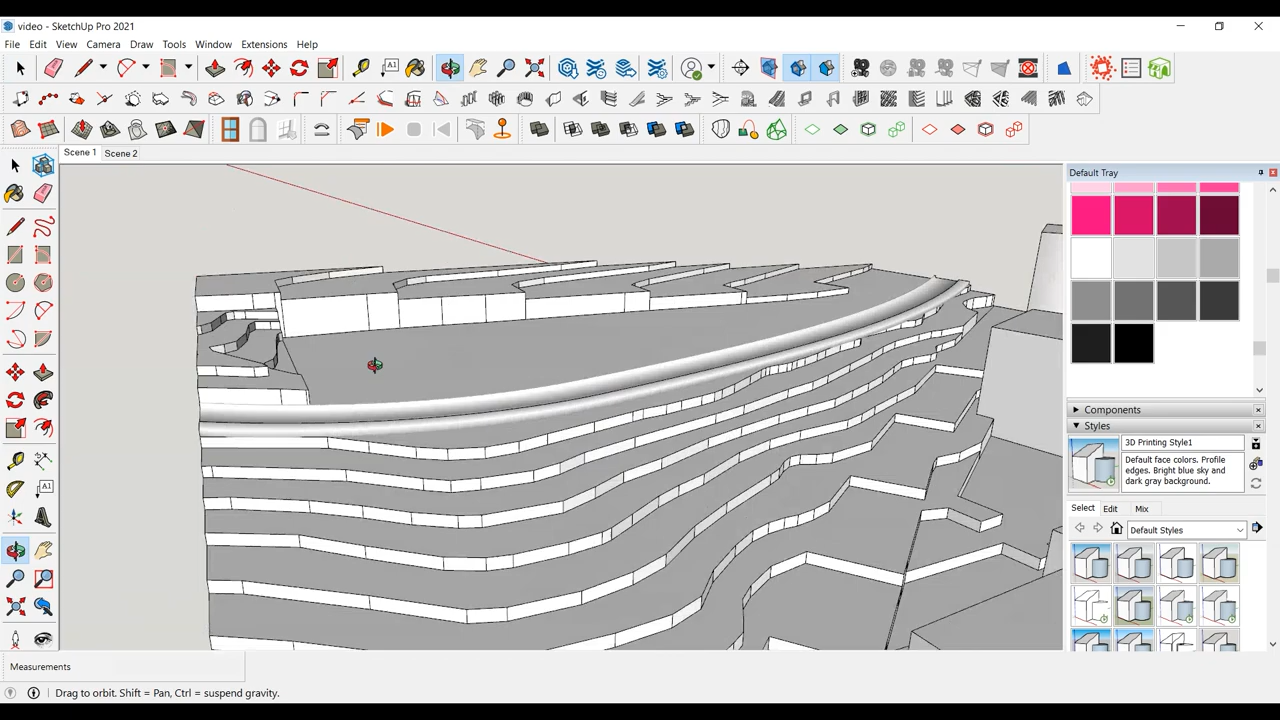 video - SketchUp Pro 2021
File Edit View Camera Draw Tools Window Extensions Help
A1
Scene 1 Scene 2
Default Tray
A1
Components
Styles
3D Printing Style1
Default face colors. Profile
edges. Bright blue sky and
dark gray background.
Select Edit Mix
Default Styles
Measurements
Drag to orbit. Shift = Pan, Ctrl = suspend gravity.